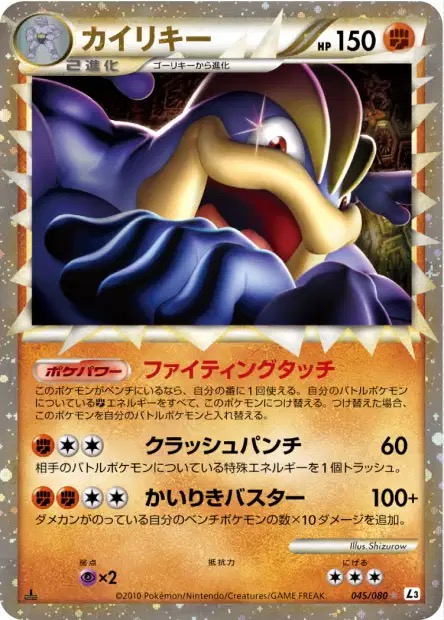 カイリキー HP150
2進化 ゴーリキーから進化
ポケパワー ファイティングタッチ
このポケモンがベンチにいるなら、自分の番に1回使える。自分のバトルポケモン
についている エネルギーをすべて、このポケモンにつけ替える。つけ替えた場合、
このポケモンを自分のバトルポケモンと入れ替える。
クラッシュパンチ 60
相手のバトルポケモンについている特殊エネルギーを1個トラッシュ。
かいりきバスター 100+
ダメカンがのっている自分のベンチポケモンの数×10ダメージを追加。
Illus. Shizurow
弱点 抵抗力 にげる
×2
045/080 L3
©2010 Pokémon/Nintendo/Creatures/GAME FREAK.